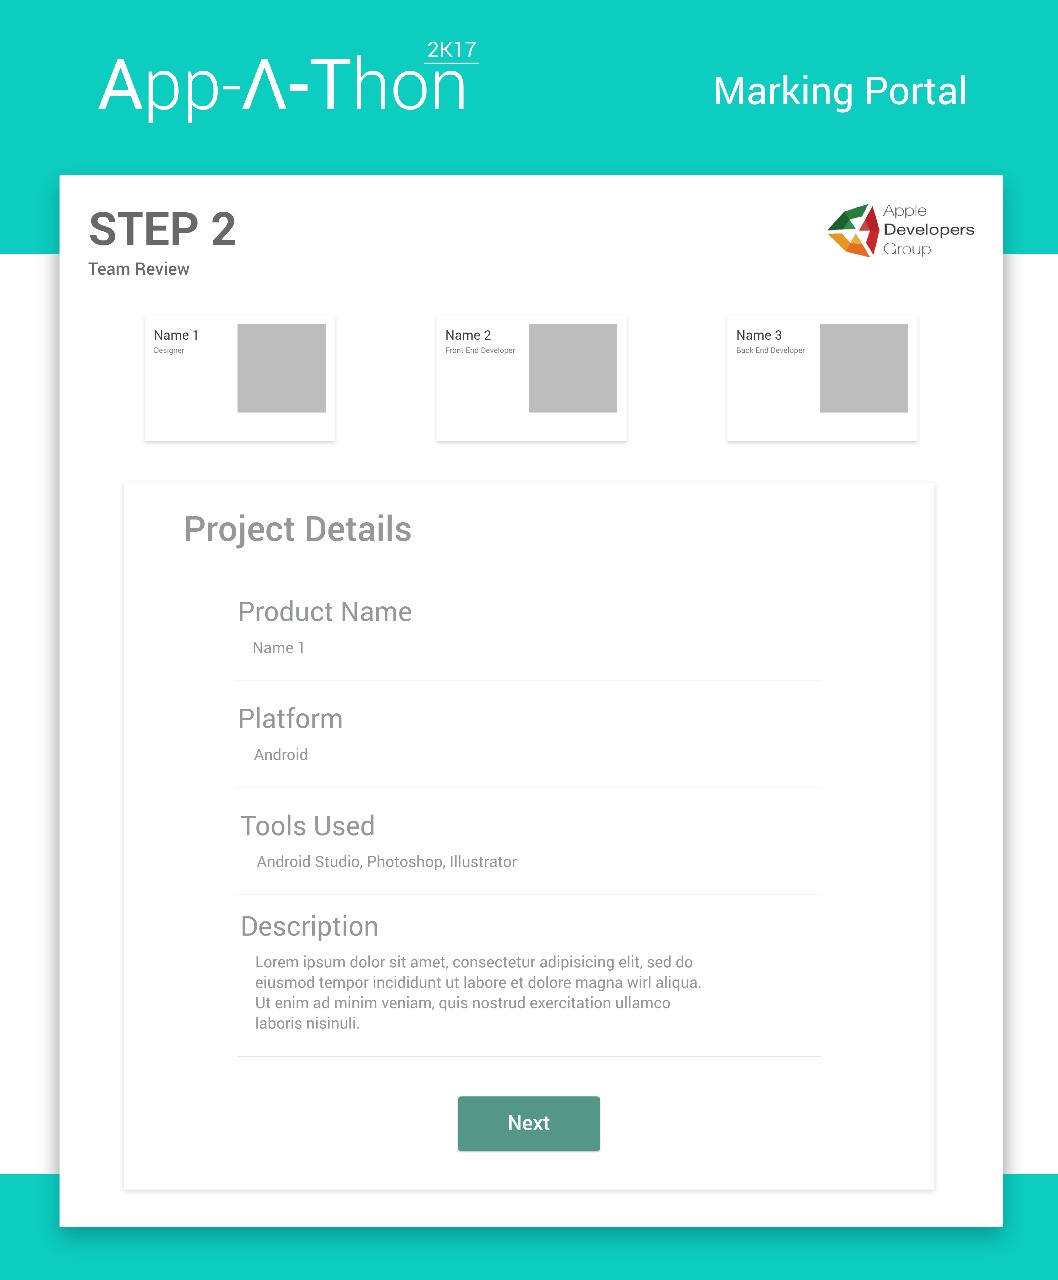 2K17
App-Λ-Thon
Marking Portal
STEP 2
Team Review
Apple
Developers
Group
Name 1
Designer
Name 2
Front End Developer
Name 3
Back End Developer
Project Details
Product Name
Name 1
Platform
Android
Tools Used
Android Studio, Photoshop, Illustrator
Description
Lorem ipsum dolor sit amet, consectetur adipisicing elit, sed do
eiusmod tempor incididunt ut labore et dolore magna wirl aliqua.
Ut enim ad minim veniam, quis nostrud exercitation ullamco
laboris nisinuli.
Next